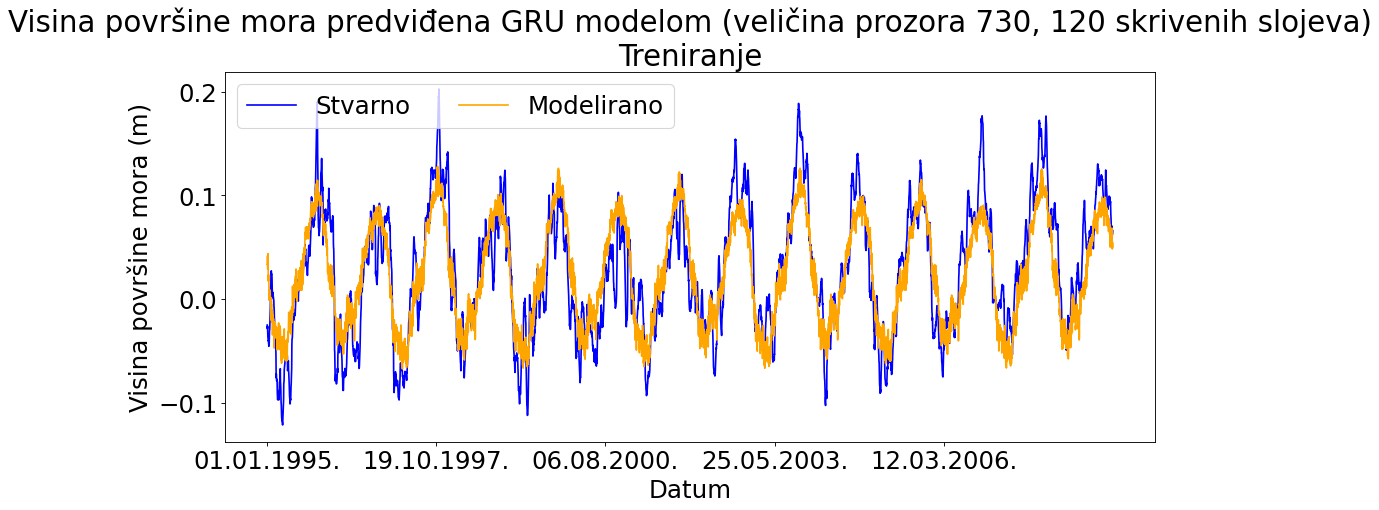 Visina površine mora predviđena GRU modelom (veličina prozora 730, 120 skrivenih slojeva)
Treniranje
Stvarno
Modelirano
Visina površine mora (m)
0.2
0.1
0.0
−0.1
01.01.1995.
19.10.1997.
06.08.2000.
25.05.2003.
12.03.2006.
Datum